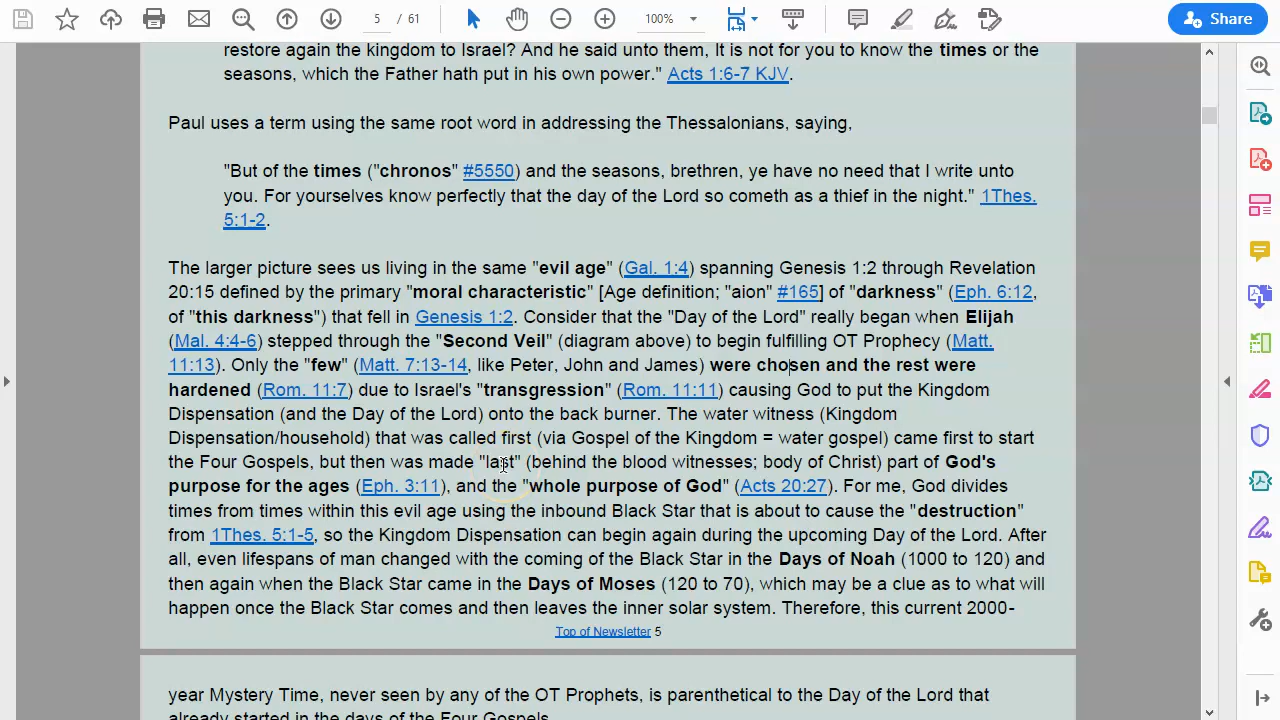 5 / 61
100%
Share
restore again the kingdom to Israel? And he said unto them, It is not for you to know the times or the
seasons, which the Father hath put in his own power." Acts 1:6-7 KJV.
Paul uses a term using the same root word in addressing the Thessalonians, saying,
"But of the times ("chronos" #5550) and the seasons, brethren, ye have no need that I write unto
you. For yourselves know perfectly that the day of the Lord so cometh as a thief in the night." 1Thes.
5:1-2.
The larger picture sees us living in the same "evil age" (Gal. 1:4) spanning Genesis 1:2 through Revelation
20:15 defined by the primary "moral characteristic" [Age definition; "aion" #165] of "darkness" (Eph. 6:12,
of "this darkness") that fell in Genesis 1:2. Consider that the "Day of the Lord" really began when Elijah
(Mal. 4:4-6) stepped through the "Second Veil" (diagram above) to begin fulfilling OT Prophecy (Matt.
11:13). Only the "few" (Matt. 7:13-14, like Peter, John and James) were chosen and the rest were
hardened (Rom. 11:7) due to Israel's "transgression" (Rom. 11:11) causing God to put the Kingdom
Dispensation (and the Day of the Lord) onto the back burner. The water witness (Kingdom
Dispensation/household) that was called first (via Gospel of the Kingdom = water gospel) came first to start
the Four Gospels, but then was made "last" (behind the blood witnesses; body of Christ) part of God's
purpose for the ages (Eph. 3:11), and the "whole purpose of God" (Acts 20:27). For me, God divides
times from times within this evil age using the inbound Black Star that is about to cause the "destruction"
from 1Thes. 5:1-5, so the Kingdom Dispensation can begin again during the upcoming Day of the Lord. After
all, even lifespans of man changed with the coming of the Black Star in the Days of Noah (1000 to 120) and
then again when the Black Star came in the Days of Moses (120 to 70), which may be a clue as to what will
happen once the Black Star comes and then leaves the inner solar system. Therefore, this current 2000-
Top of Newsletter 5
year Mystery Time, never seen by any of the OT Prophets, is parenthetical to the Day of the Lord that
already started in the days of the Four Gospels.